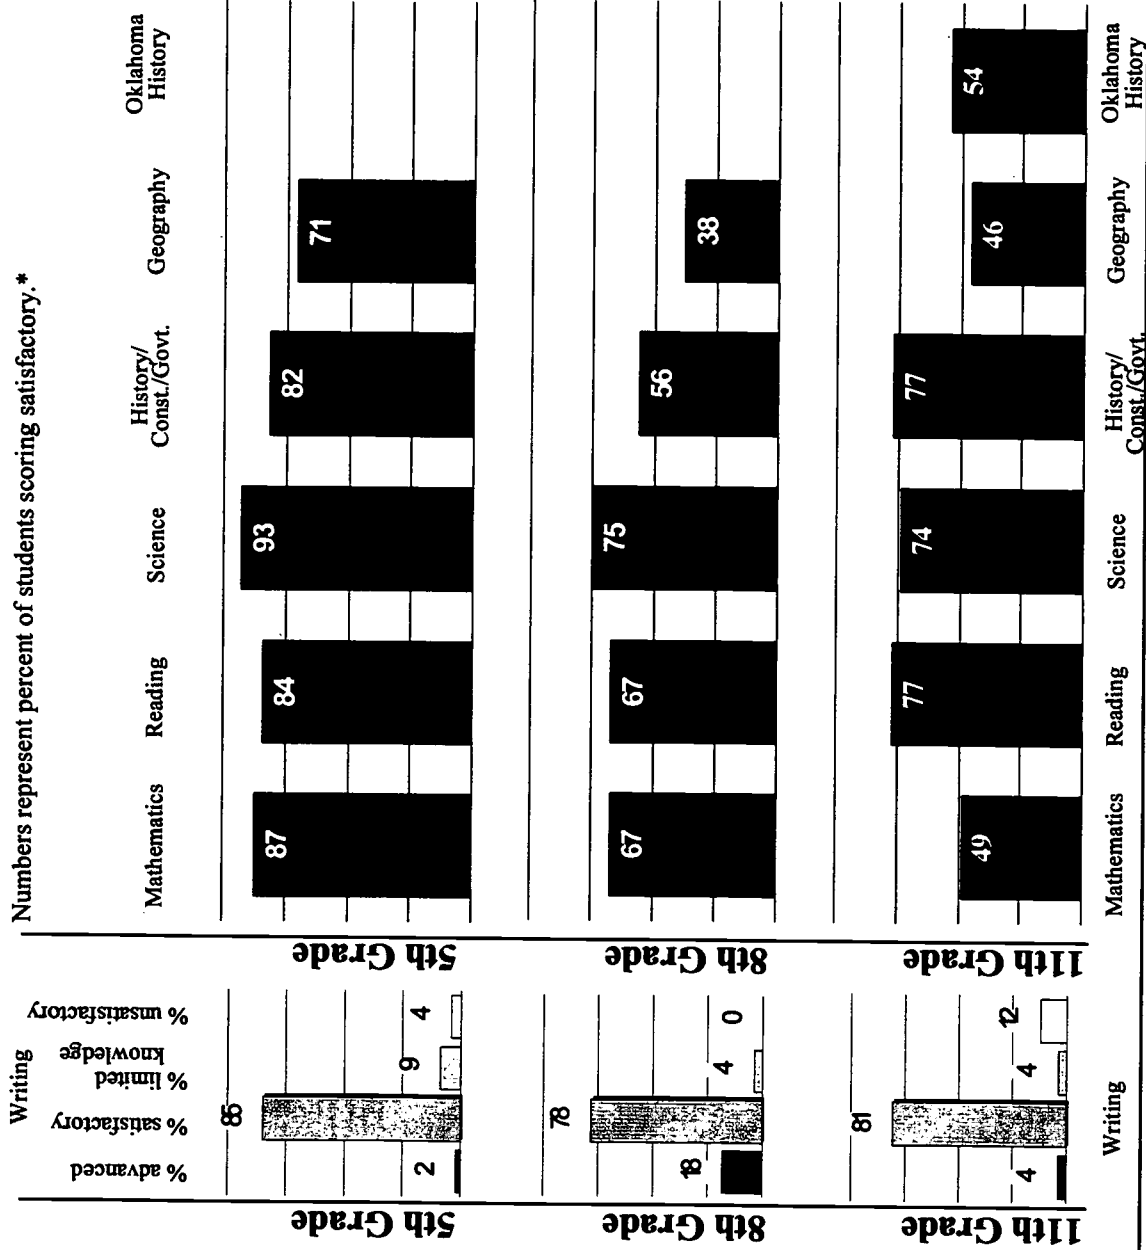 Numbers represent percent of students scoring satisfactory.*
Writing
% advanced
% satisfactory
% limited knowledge
% unsatisfactory
Mathematics
Reading
Science
History/
Const./Govt.
Geography
Oklahoma
History
5th Grade
2
85
9
4
5th Grade
87
84
93
82
71
8th Grade
18
78
4
0
8th Grade
67
67
75
56
38
11th Grade
4
81
4
12
11th Grade
49
77
74
77
46
54
Writing
Mathematics
Reading
Science
History/
Const./Govt.
Geography
Oklahoma
History